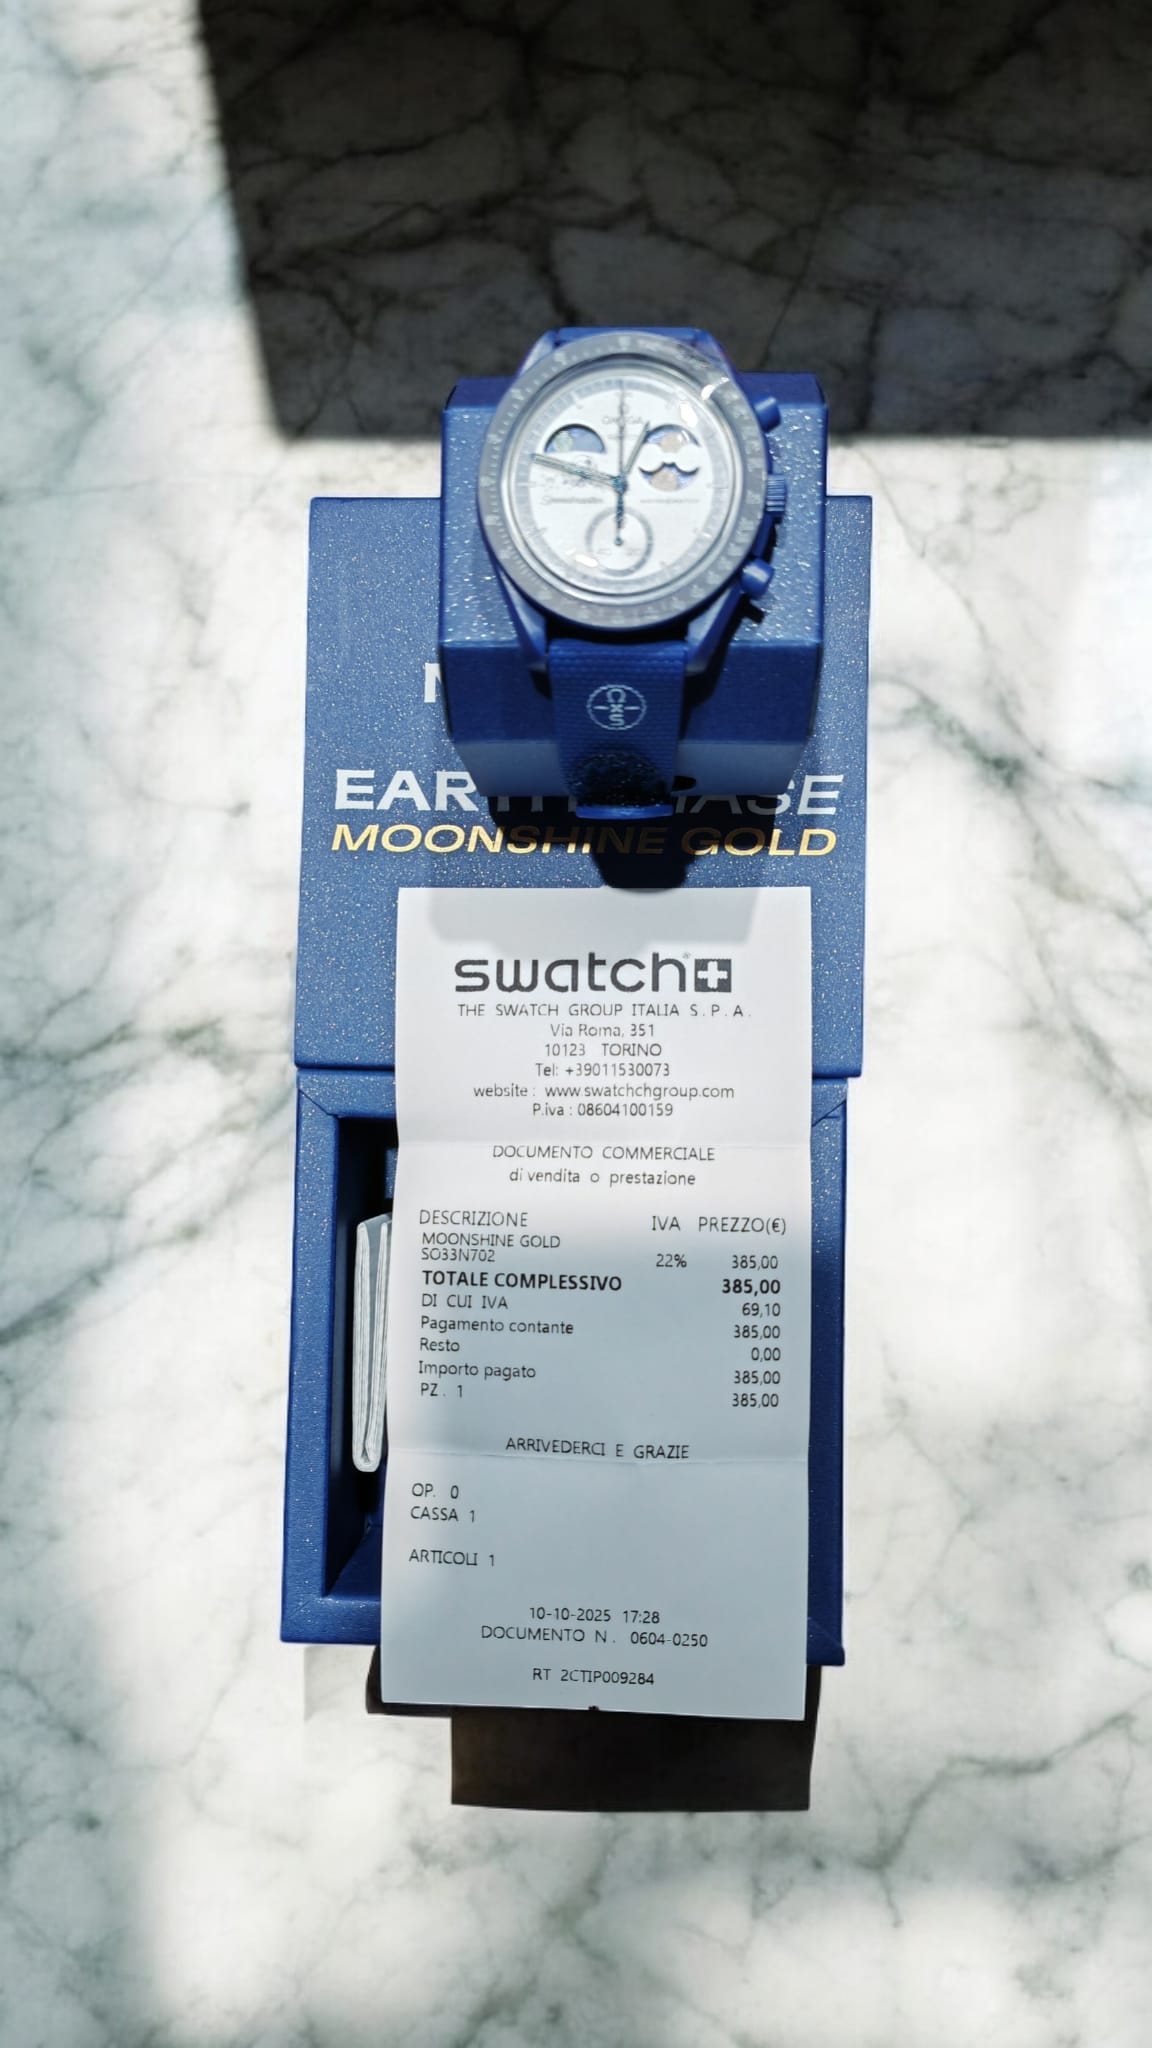 EAR
MOONSHINE GOLD
CxS
swatch
THE SWATCH GROUP ITALIA S.P.A.
Via Roma, 351
10123 TORINO
Tel: +39011530073
website : www.swatchchgroup.com
P.iva : 08604100159
DOCUMENTO COMMERCIALE
di vendita o prestazione
DESCRIZIONE IVA PREZZO(€)
MOONSHINE GOLD
SO33N702 22% 385,00
TOTALE COMPLESSIVO 385,00
DI CUI IVA 69,10
Pagamento contante 385,00
Resto 0,00
Importo pagato 385,00
PZ. 1 385,00
ARRIVEDERCI E GRAZIE
OP. 0
CASSA 1
ARTICOLI 1
10-10-2025 17:28
DOCUMENTO N. 0604-0250
RT 2CTIP009284